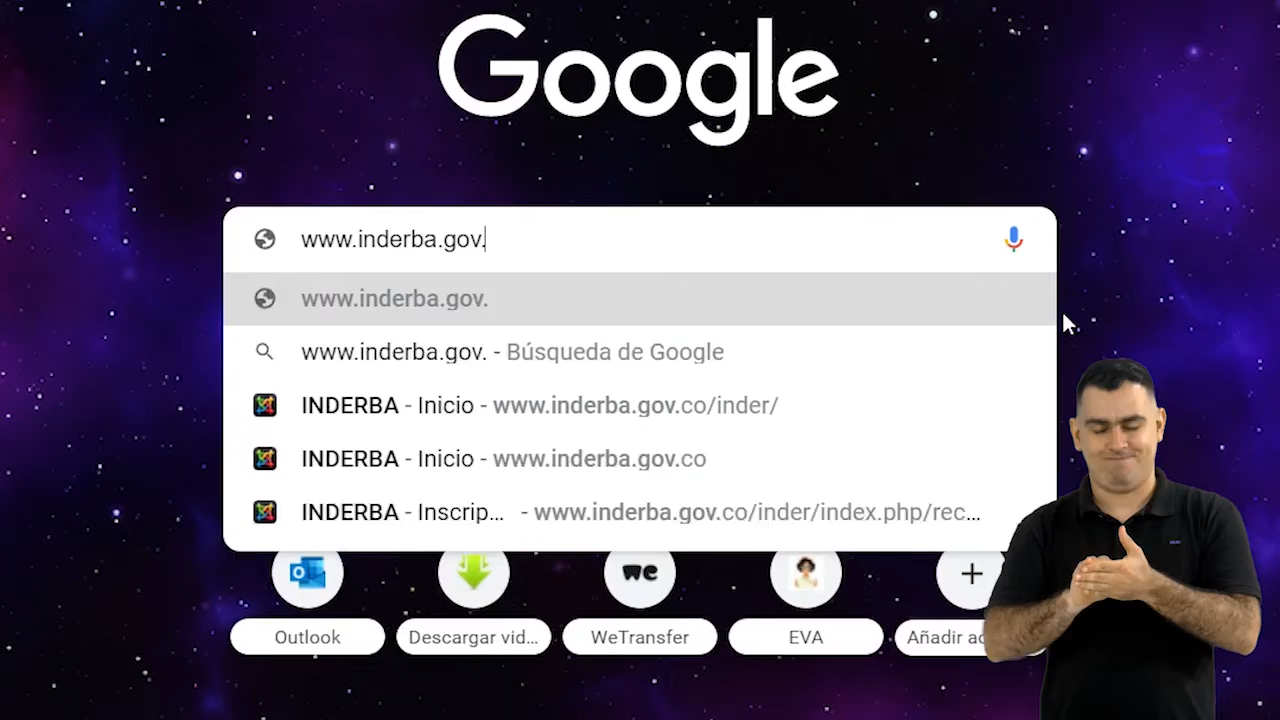 Google
www.inderba.gov.
www.inderba.gov.
www.inderba.gov. - Búsqueda de Google
INDERBA - Inicio - www.inderba.gov.co/inder/
INDERBA - Inicio - www.inderba.gov.co
INDERBA - Inscrip... - www.inderba.gov.co/inder/index.php/rec...
Outlook
Descargar vid...
WeTransfer
EVA
Añadir ac